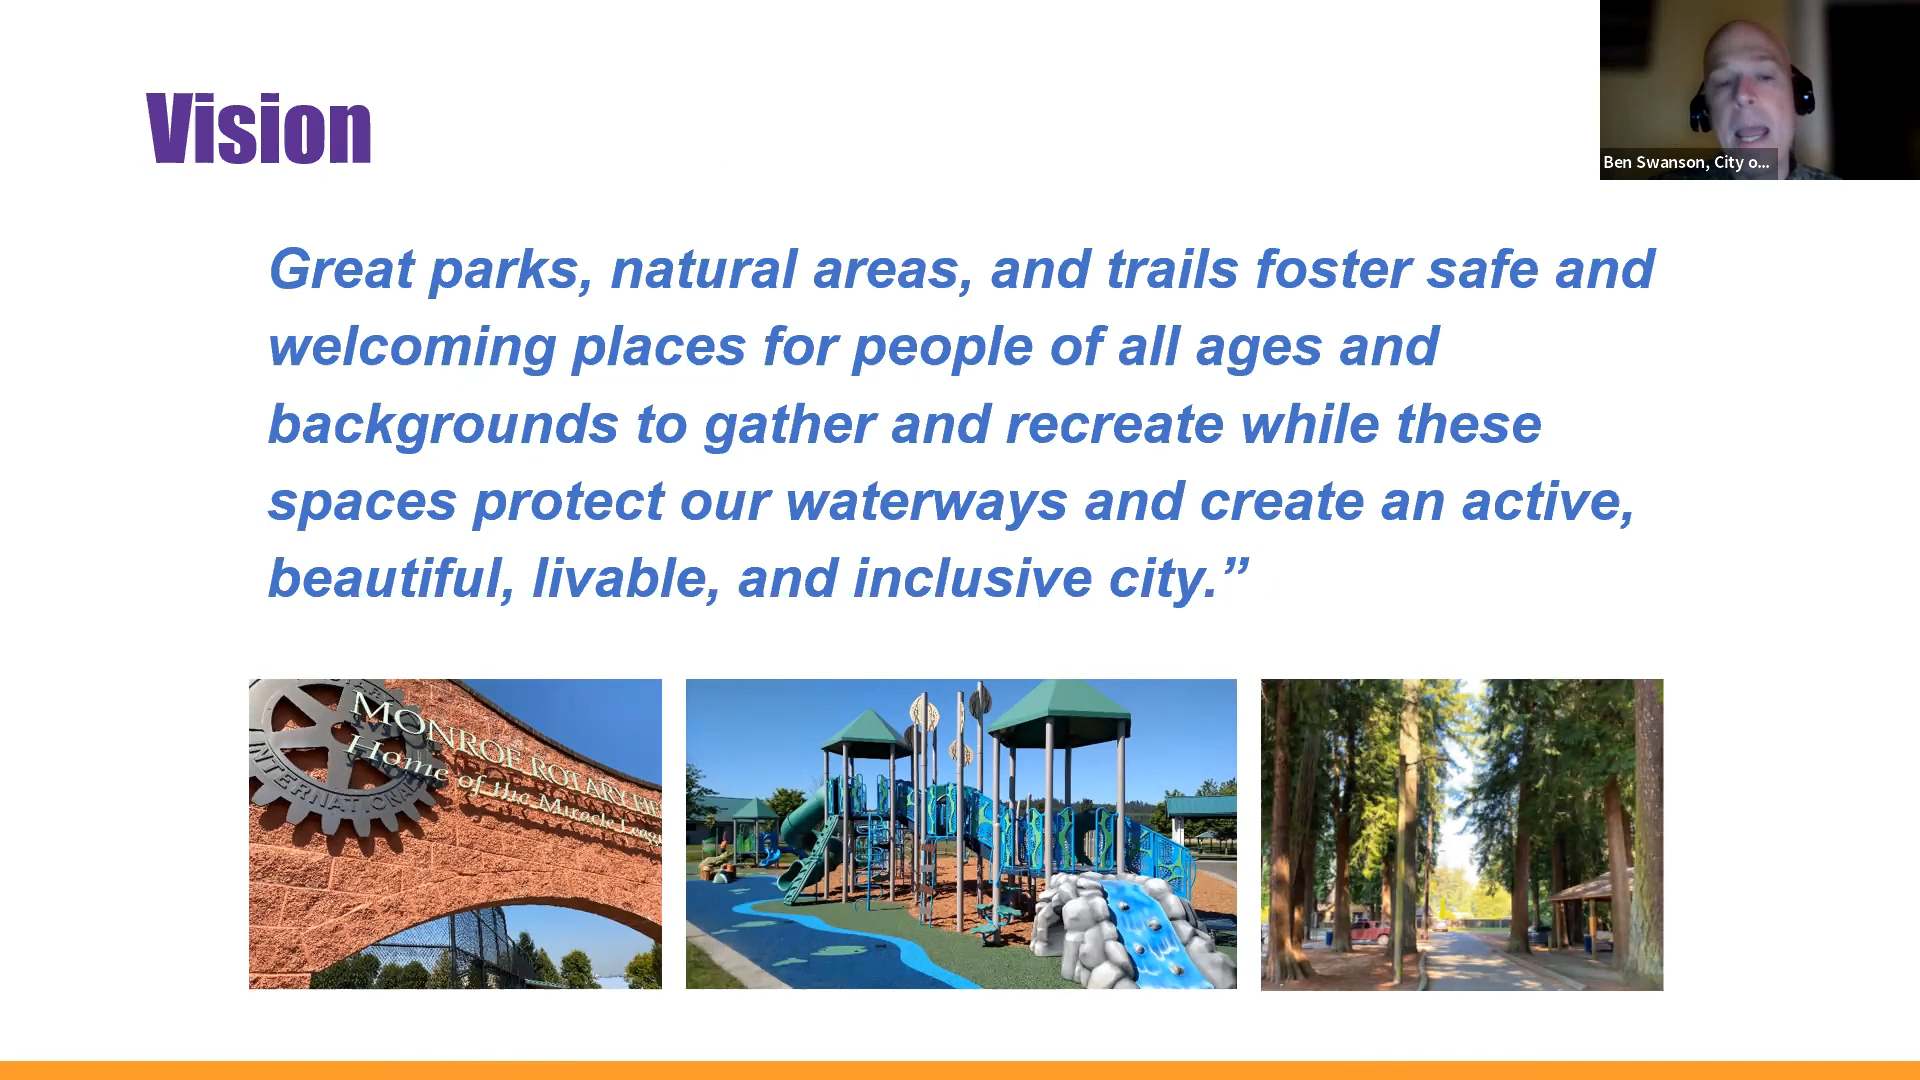 Vision
Ben Swanson, City o...
Great parks, natural areas, and trails foster safe and
welcoming places for people of all ages and
backgrounds to gather and recreate while these
spaces protect our waterways and create an active,
beautiful, livable, and inclusive city.”
MONROE ROTARY
Home of the Miracle
INTERNATIONAL